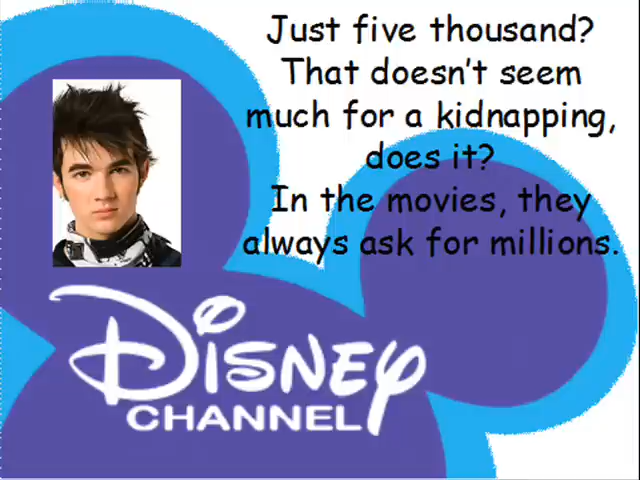 Just five thousand?
That doesn't seem
much for a kidnapping,
does it?
In the movies, they
always ask for millions.
Disney
CHANNEL